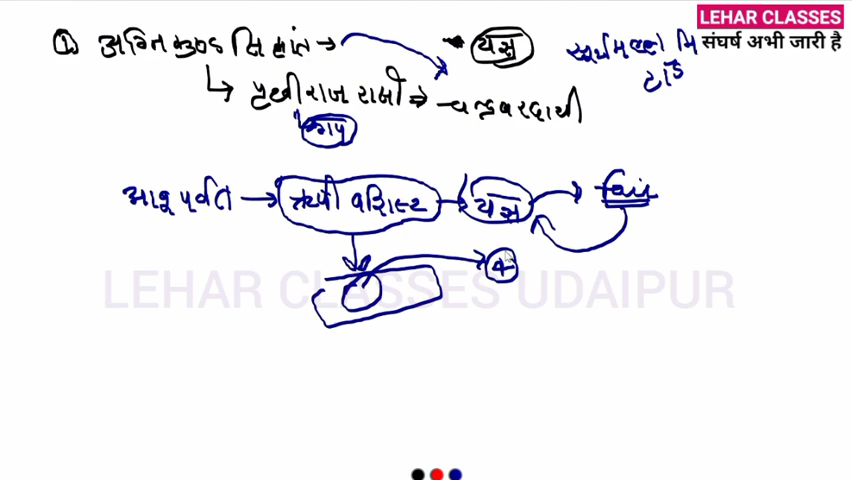 LEHAR CLASSES
संघर्ष अभी जारी है
① अग्नि कुण्ड सिद्धांत → यज्ञ सूर्यमल्ल मि
टॉड
पृथ्वीराज रासौ → चन्द्रबरदायी
आबू पर्वत → ऋषि वशिष्ट → यज्ञ →
4
LEHAR CLASSES UDAIPUR